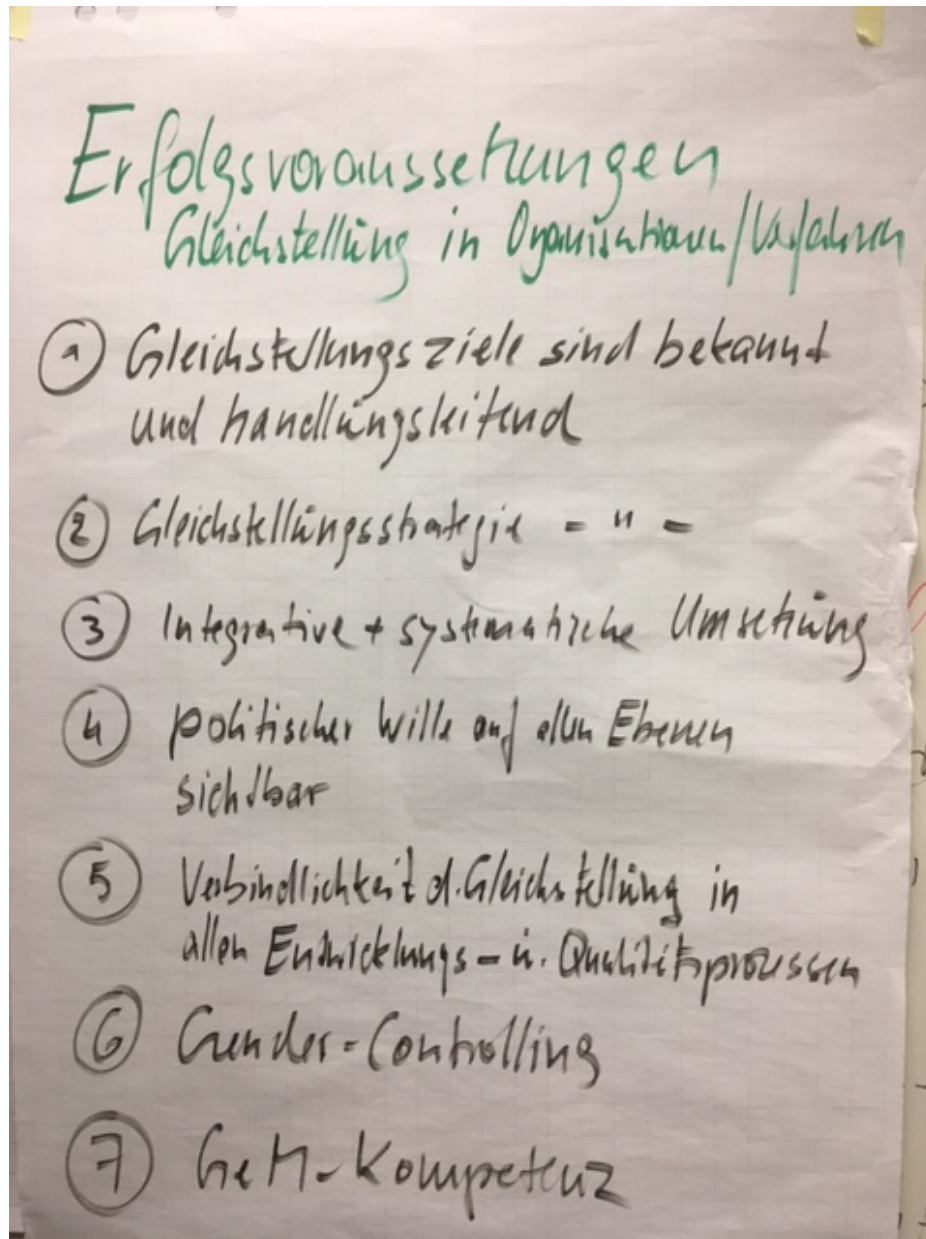 Erfolgsvoraussetzungen
Gleichstellung in Organisationen/Verfahren
1 Gleichstellungsziele sind bekannt
und handlungsleitend
2 Gleichstellungsstrategie - " -
3 Integrative + systematische Umsetzung
4 politischer Wille auf allen Ebenen
sichtbar
5 Verbindlichkeit d. Gleichstellung in
allen Entwicklungs- u. Qualitätsprozessen
6 Gender-Controlling
7 GeM-Kompetenz